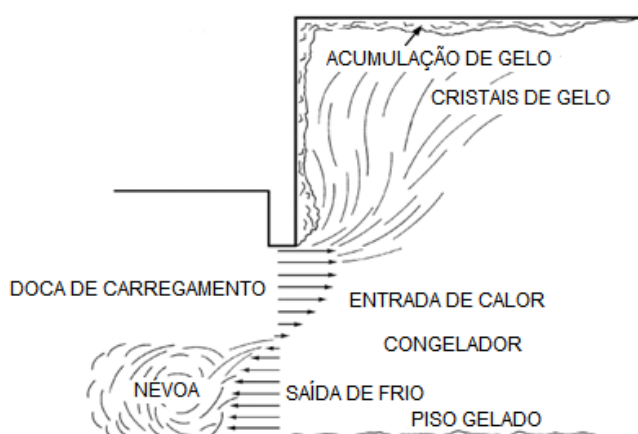 ACUMULAÇÃO DE GELO
CRISTAIS DE GELO
DOCA DE CARREGAMENTO
ENTRADA DE CALOR
CONGELADOR
NÉVOA
SAÍDA DE FRIO
PISO GELADO